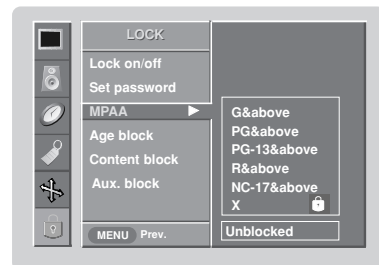 LOCK
Lock on/off
Set password
MPAA
Age block
Content block
Aux. block
MENU Prev.
G&above
PG&above
PG-13&above
R&above
NC-17&above
X
Unblocked